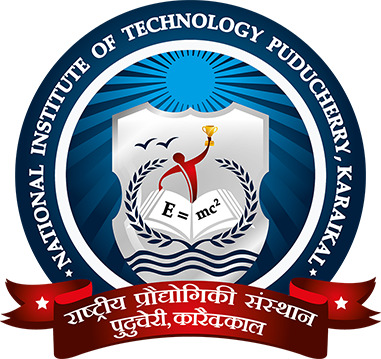 NATIONAL INSTITUTE OF TECHNOLOGY PUDUCHERRY, KARAIKAL
E = mc²
राष्ट्रीय प्रौद्योगिकी संस्थान
पुदुचेरी, कारैक्काल